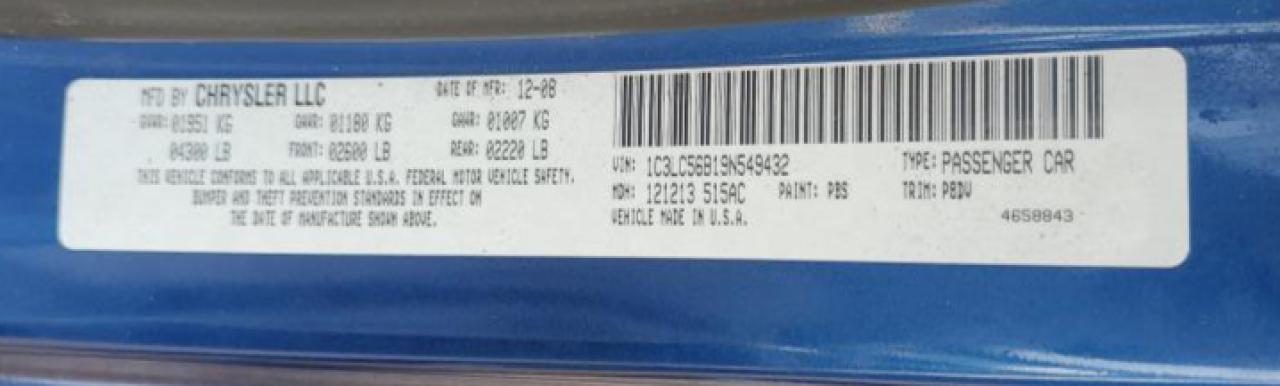 MFD BY CHRYSLER LLC DATE OF MFR: 12-08
GVWR: 01951 KG GAWR: 01180 KG GAWR: 01007 KG
04300 LB FRONT: 02600 LB REAR: 02220 LB
THIS VEHICLE CONFORMS TO ALL APPLICABLE U.S.A. FEDERAL MOTOR VEHICLE SAFETY,
BUMPER AND THEFT PREVENTION STANDARDS IN EFFECT ON
THE DATE OF MANUFACTURE SHOWN ABOVE.
VIN: 1C3LC56B19N549432 TYPE: PASSENGER CAR
MDH: 121213 515AC PAINT: PBS TRIM: P8DV
VEHICLE MADE IN U.S.A. 4658843